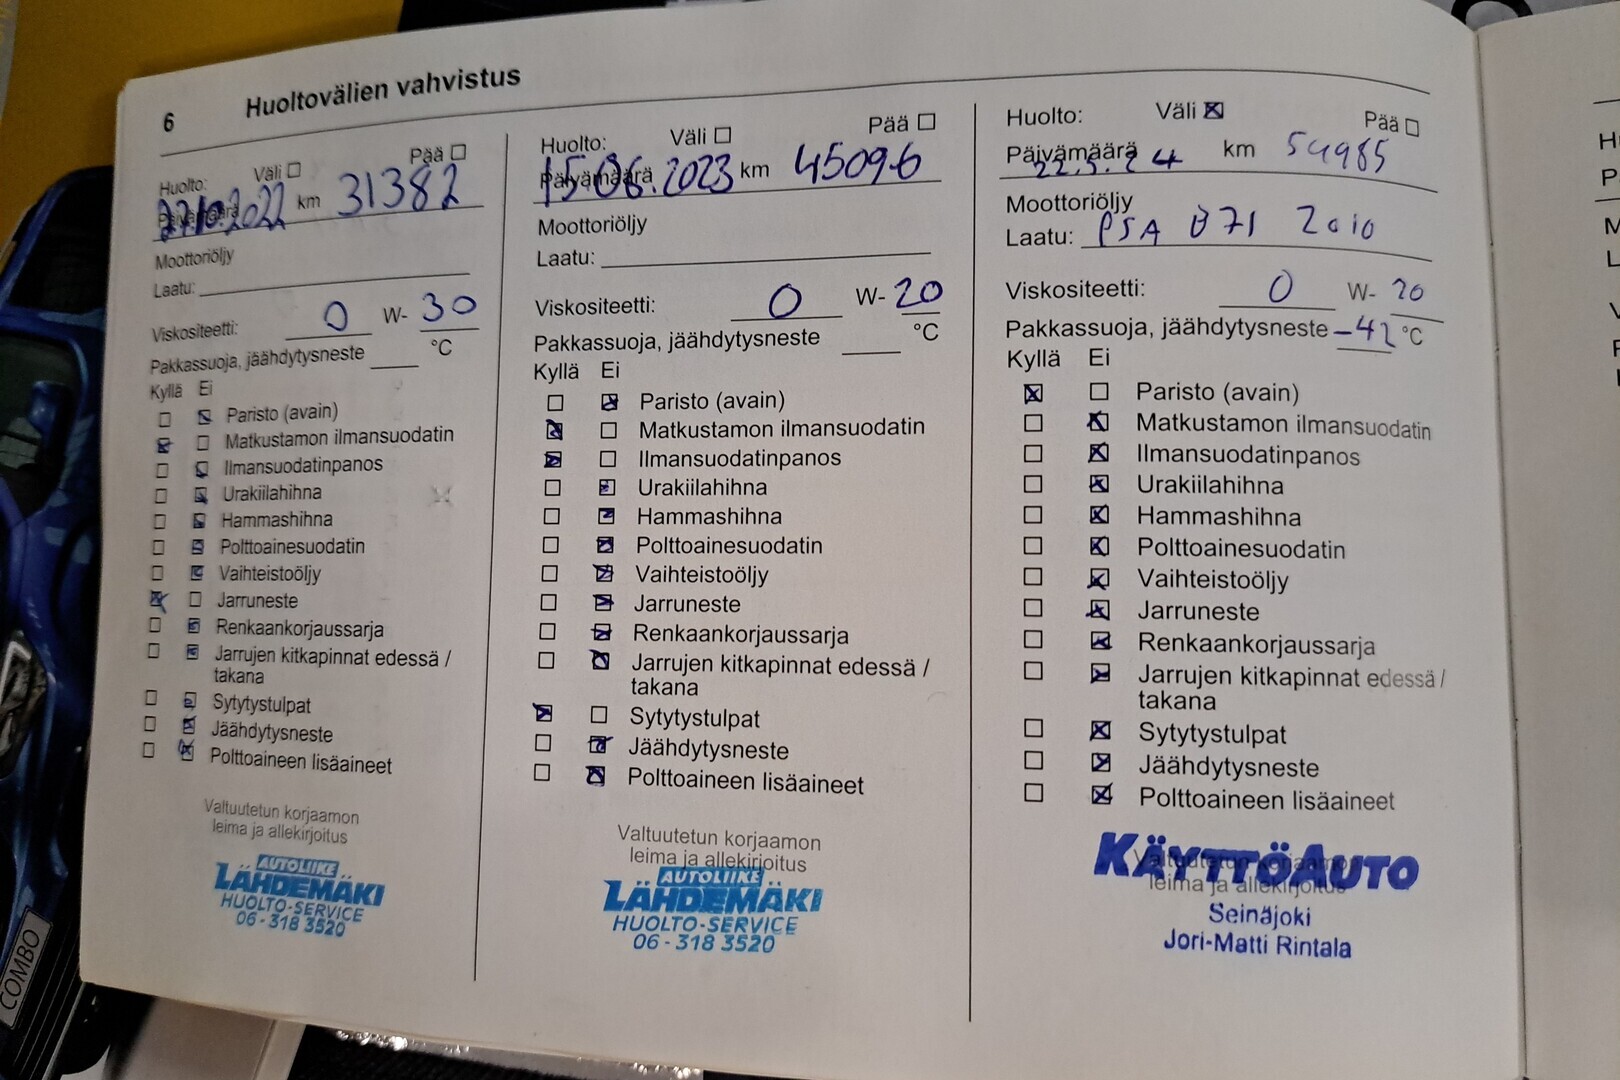 6 Huoltovälien vahvistus
Huolto: Väli Pää
Päivämäärä 27.10.2022 km 31382
Moottoriöljy
Laatu:
Viskositeetti: 0 W- 30
Pakkassuoja, jäähdytysneste °C
Kyllä Ei
Paristo (avain)
Matkustamon ilmansuodatin
Ilmansuodatinpanos
Urakiilahihna
Hammashihna
Polttoainesuodatin
Vaihteistoöljy
Jarruneste
Renkaankorjaussarja
Jarrujen kitkapinnat edessä /
takana
Sytytystulpat
Jäähdytysneste
Polttoaineen lisäaineet
Valtuutetun korjaamon
leima ja allekirjoitus
AUTOLIIKE
LÄHDEMÄKI
HUOLTO-SERVICE
06-318 3520
Huolto: Väli Pää
Päivämäärä 15.06.2023 km 45096
Moottoriöljy
Laatu:
Viskositeetti: 0 W- 20
Pakkassuoja, jäähdytysneste °C
Kyllä Ei
Paristo (avain)
Matkustamon ilmansuodatin
Ilmansuodatinpanos
Urakiilahihna
Hammashihna
Polttoainesuodatin
Vaihteistoöljy
Jarruneste
Renkaankorjaussarja
Jarrujen kitkapinnat edessä /
takana
Sytytystulpat
Jäähdytysneste
Polttoaineen lisäaineet
Valtuutetun korjaamon
leima ja allekirjoitus
AUTOLIIKE
LÄHDEMÄKI
HUOLTO-SERVICE
06-318 3520
Huolto: Väli Pää
Päivämäärä 22.5.24 km 54985
Moottoriöljy
Laatu: PSA B71 2010
Viskositeetti: 0 W- 20
Pakkassuoja, jäähdytysneste -42 °C
Kyllä Ei
Paristo (avain)
Matkustamon ilmansuodatin
Ilmansuodatinpanos
Urakiilahihna
Hammashihna
Polttoainesuodatin
Vaihteistoöljy
Jarruneste
Renkaankorjaussarja
Jarrujen kitkapinnat edessä /
takana
Sytytystulpat
Jäähdytysneste
Polttoaineen lisäaineet
Valtuutetun korjaamon
leima ja allekirjoitus
KÄYTTÖAUTO
Seinäjoki
Jori-Matti Rintala
COMBO